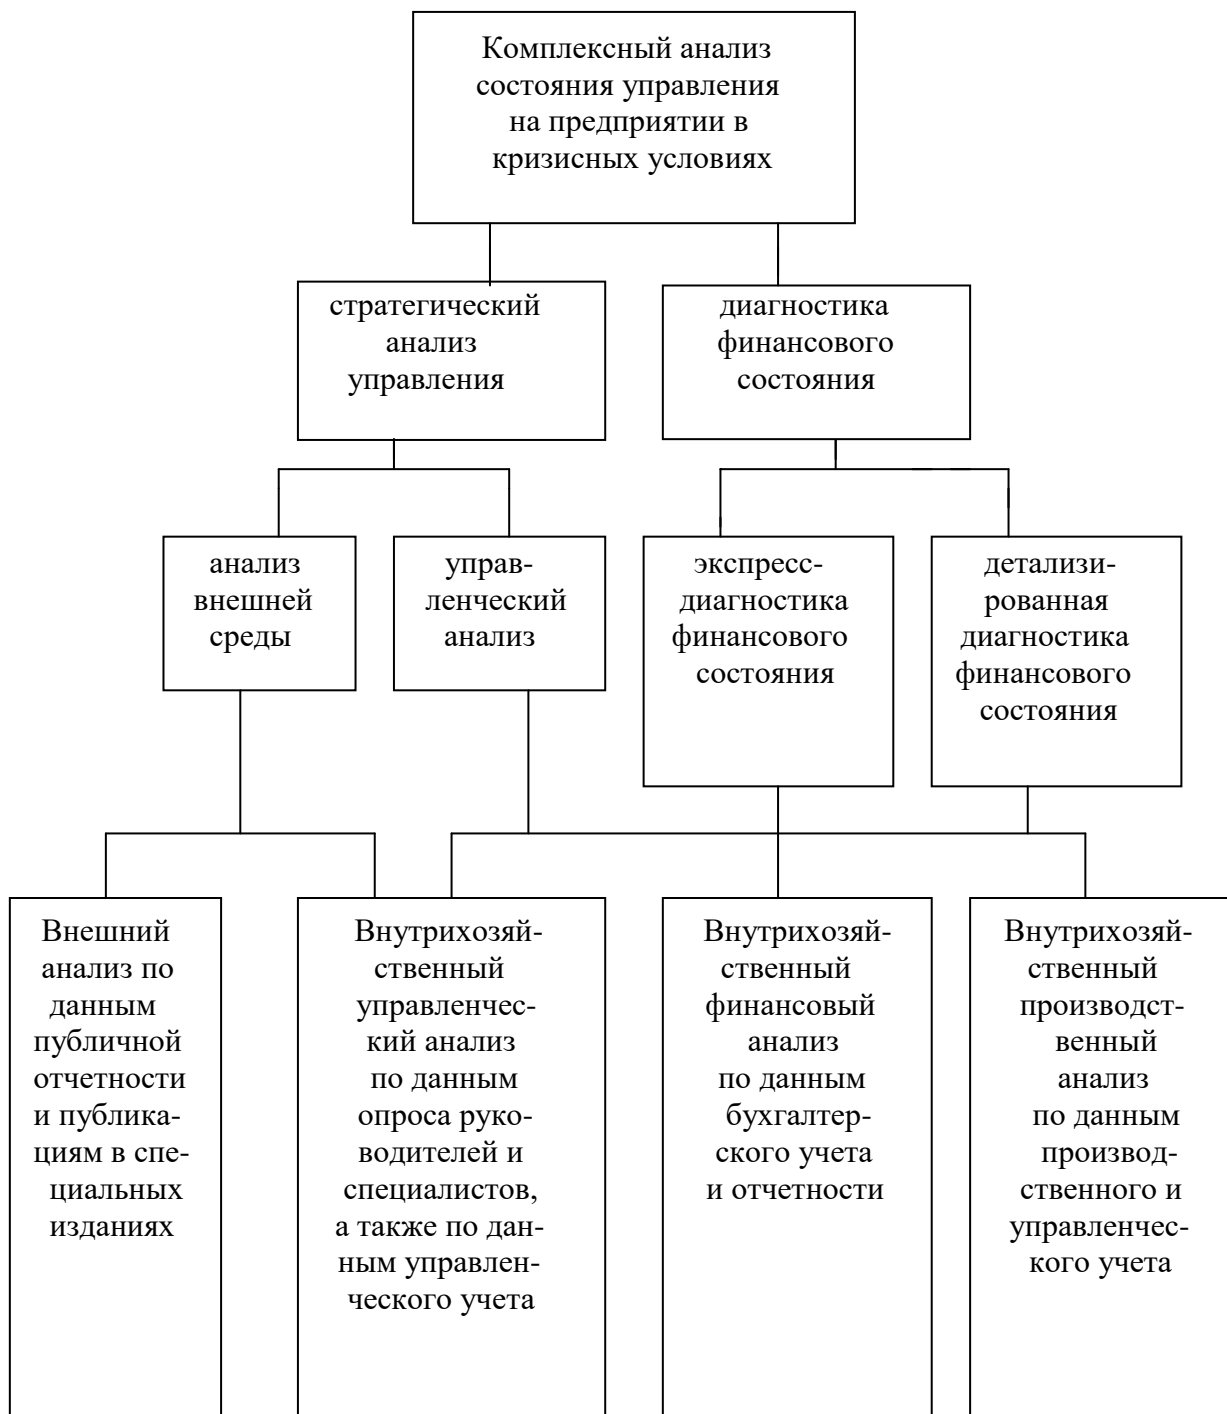 Комплексный анализ
состояния управления
на предприятии в
кризисных условиях
стратегический
анализ
управления
диагностика
финансового
состояния
анализ
внешней
среды
управ-
ленческий
анализ
экспресс-
диагностика
финансового
состояния
детализи-
рованная
диагностика
финансового
состояния
Внешний
анализ по
данным
публичной
отчетности
и публика-
циям в спе-
циальных
изданиях
Внутрихозяй-
ственный
управленчес-
кий анализ
по данным
опроса руко-
водителей и
специалистов,
а также по дан-
ным управлен-
ческого учета
Внутрихозяй-
ственный
финансовый
анализ
по данным
бухгалтер-
ского учета
и отчетности
Внутрихозяй-
ственный
производст-
венный
анализ
по данным
производ-
ственного и
управленчес-
кого учета